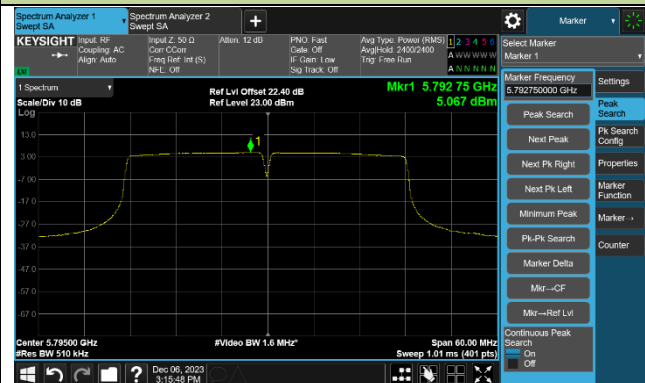 Spectrum Analyzer 1
Swept SA
Spectrum Analyzer 2
Swept SA
+
Marker
KEYSIGHT
Input: RF
Coupling: AC
Align: Auto
Input Z: 50 Ω
Corr CCorr
Freq Ref: Int (S)
NFE: Off
Atten: 12 dB
PNO: Fast
Gate: Off
IF Gain: Low
Sig Track: Off
Avg Type: Power (RMS)
Avg|Hold: 2400/2400
Trig: Free Run
1 2 3 4 5 6
A W W W W W
A N N N N N
LXI
Select Marker
Marker 1
1 Spectrum
Scale/Div 10 dB
Log
Ref Lvl Offset 22.40 dB
Ref Level 23.00 dBm
Mkr1 5.792 75 GHz
5.067 dBm
1
13.0
3.00
-7.00
-17.0
-27.0
-37.0
-47.0
-57.0
-67.0
Center 5.79500 GHz
#Res BW 510 kHz
#Video BW 1.6 MHz*
Span 60.00 MHz
Sweep 1.01 ms (401 pts)
Marker Frequency
5.792750000 GHz
Peak Search
Next Peak
Next Pk Right
Next Pk Left
Minimum Peak
Pk-Pk Search
Marker Delta
Mkr→CF
Mkr→Ref Lvl
Continuous Peak
Search
On
Off
Settings
Peak
Search
Pk Search
Config
Properties
Marker
Function
Marker→
Counter
?
Dec 06, 2023
3:15:48 PM